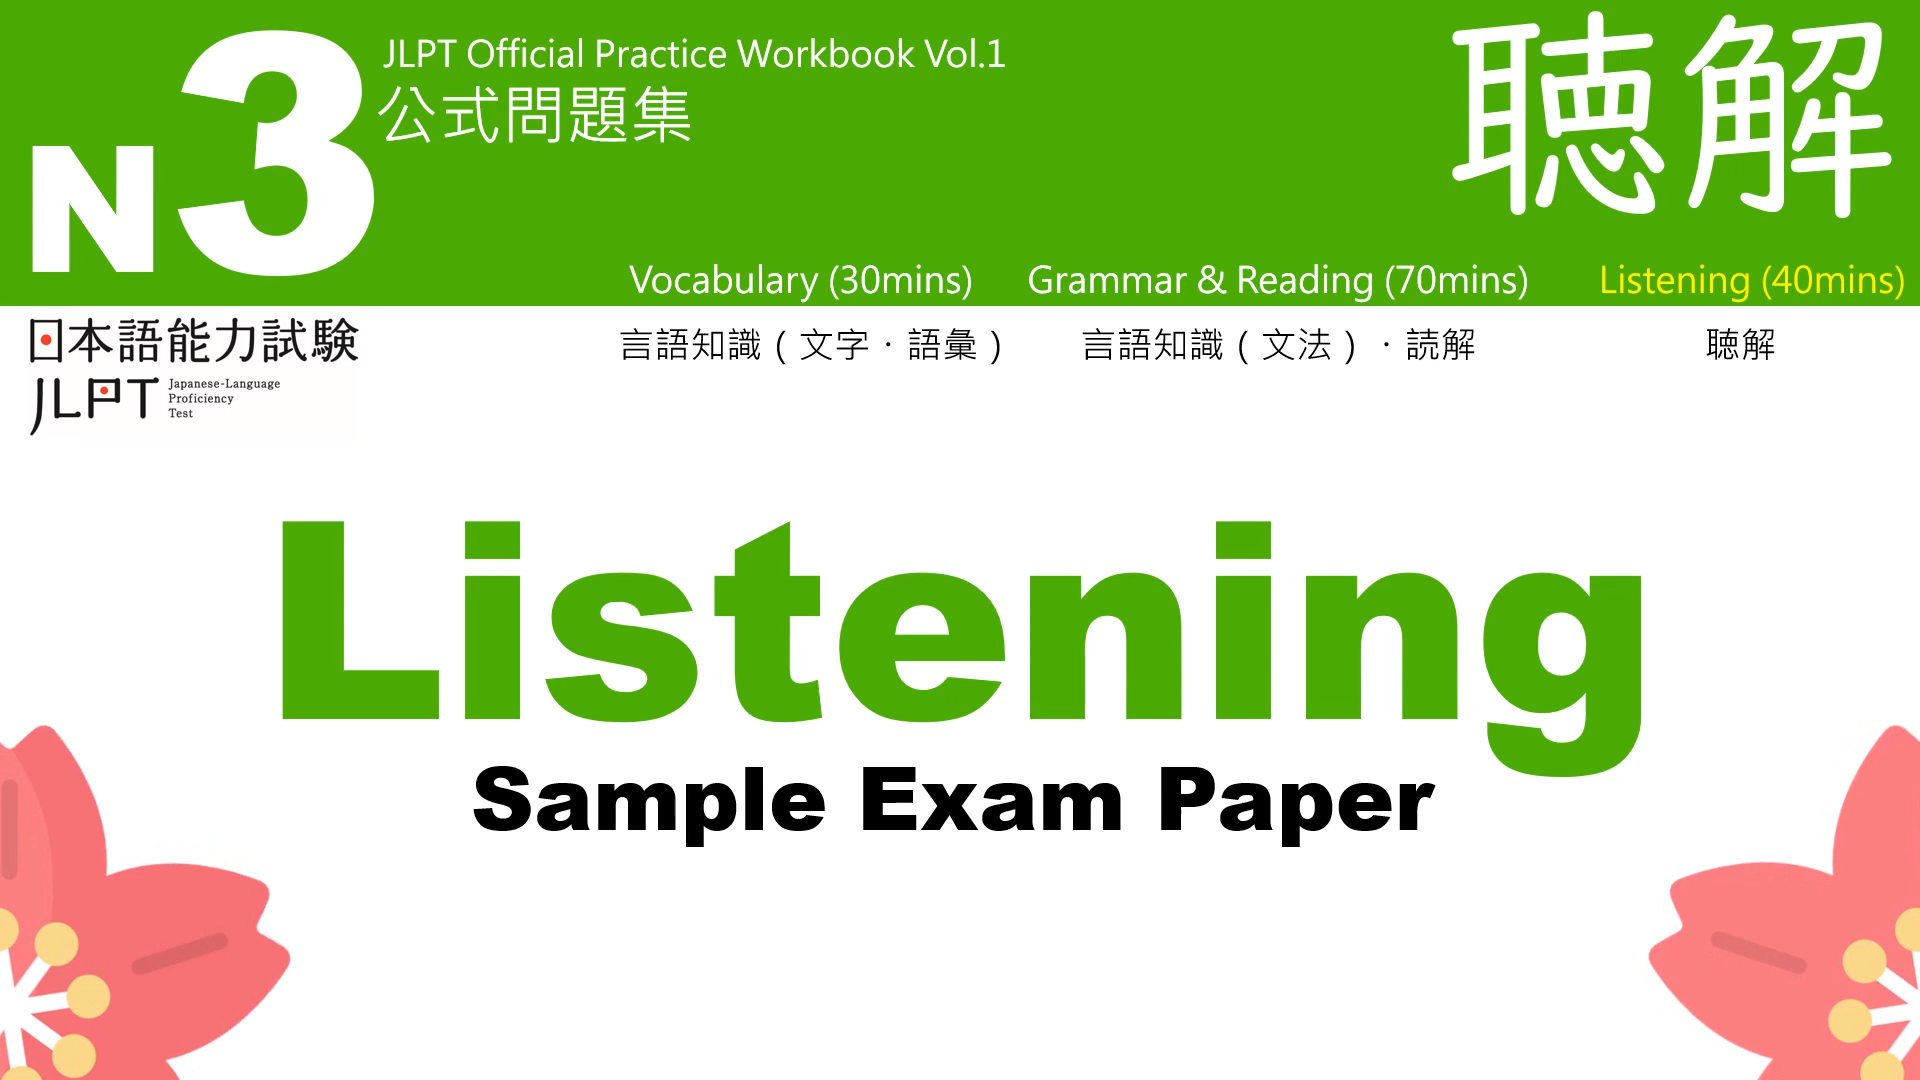 N3
JLPT Official Practice Workbook Vol.1
公式問題集
聴解
Vocabulary (30mins)
Grammar & Reading (70mins)
Listening (40mins)
言語知識(文字・語彙)
言語知識(文法)・読解
聴解
日本語能力試験
JLPT
Japanese-Language
Proficiency
Test
Listening
Sample Exam Paper